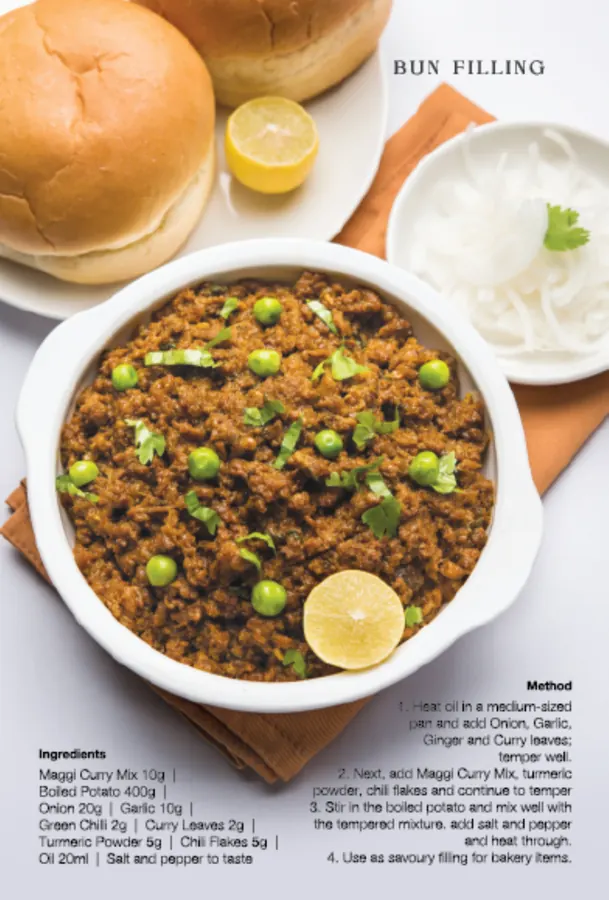 BUN FILLING
Ingredients
Maggi Curry Mix 10g |
Boiled Potato 400g |
Onion 20g | Garlic 10g |
Green Chili 2g | Curry Leaves 2g |
Turmeric Powder 5g | Chili Flakes 5g |
Oil 20ml | Salt and pepper to taste
Method
1. Heat oil in a medium-sized
pan and add Onion, Garlic,
Ginger and Curry leaves;
temper well.
2. Next, add Maggi Curry Mix, turmeric
powder, chili flakes and continue to temper
3. Stir in the boiled potato and mix well with
the tempered mixture. add salt and pepper
and heat through.
4. Use as savoury filling for bakery items.